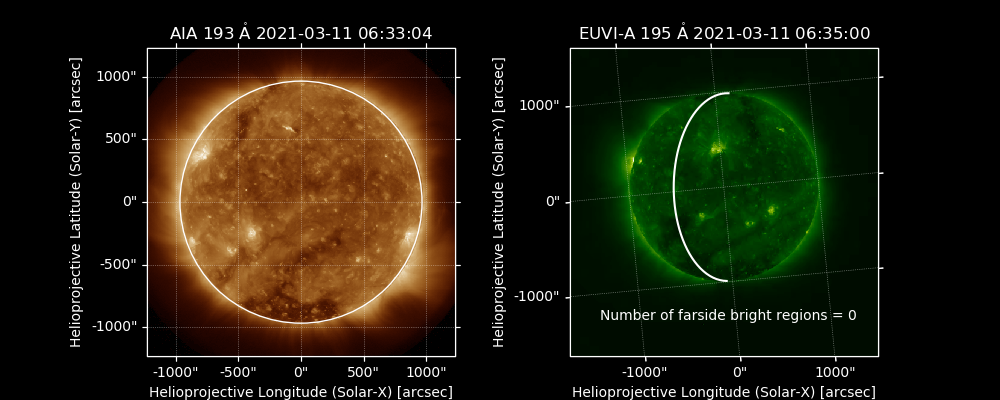 AIA 193 Å 2021-03-11 06:33:04
1000"
500"
0"
-500"
-1000"
-1000"
-500"
0"
500"
1000"
Helioprojective Latitude (Solar-Y) [arcsec]
Helioprojective Longitude (Solar-X) [arcsec]
EUVI-A 195 Å 2021-03-11 06:35:00
1000"
0"
-1000"
Number of farside bright regions = 0
-1000"
0"
1000"
Helioprojective Latitude (Solar-Y) [arcsec]
Helioprojective Longitude (Solar-X) [arcsec]